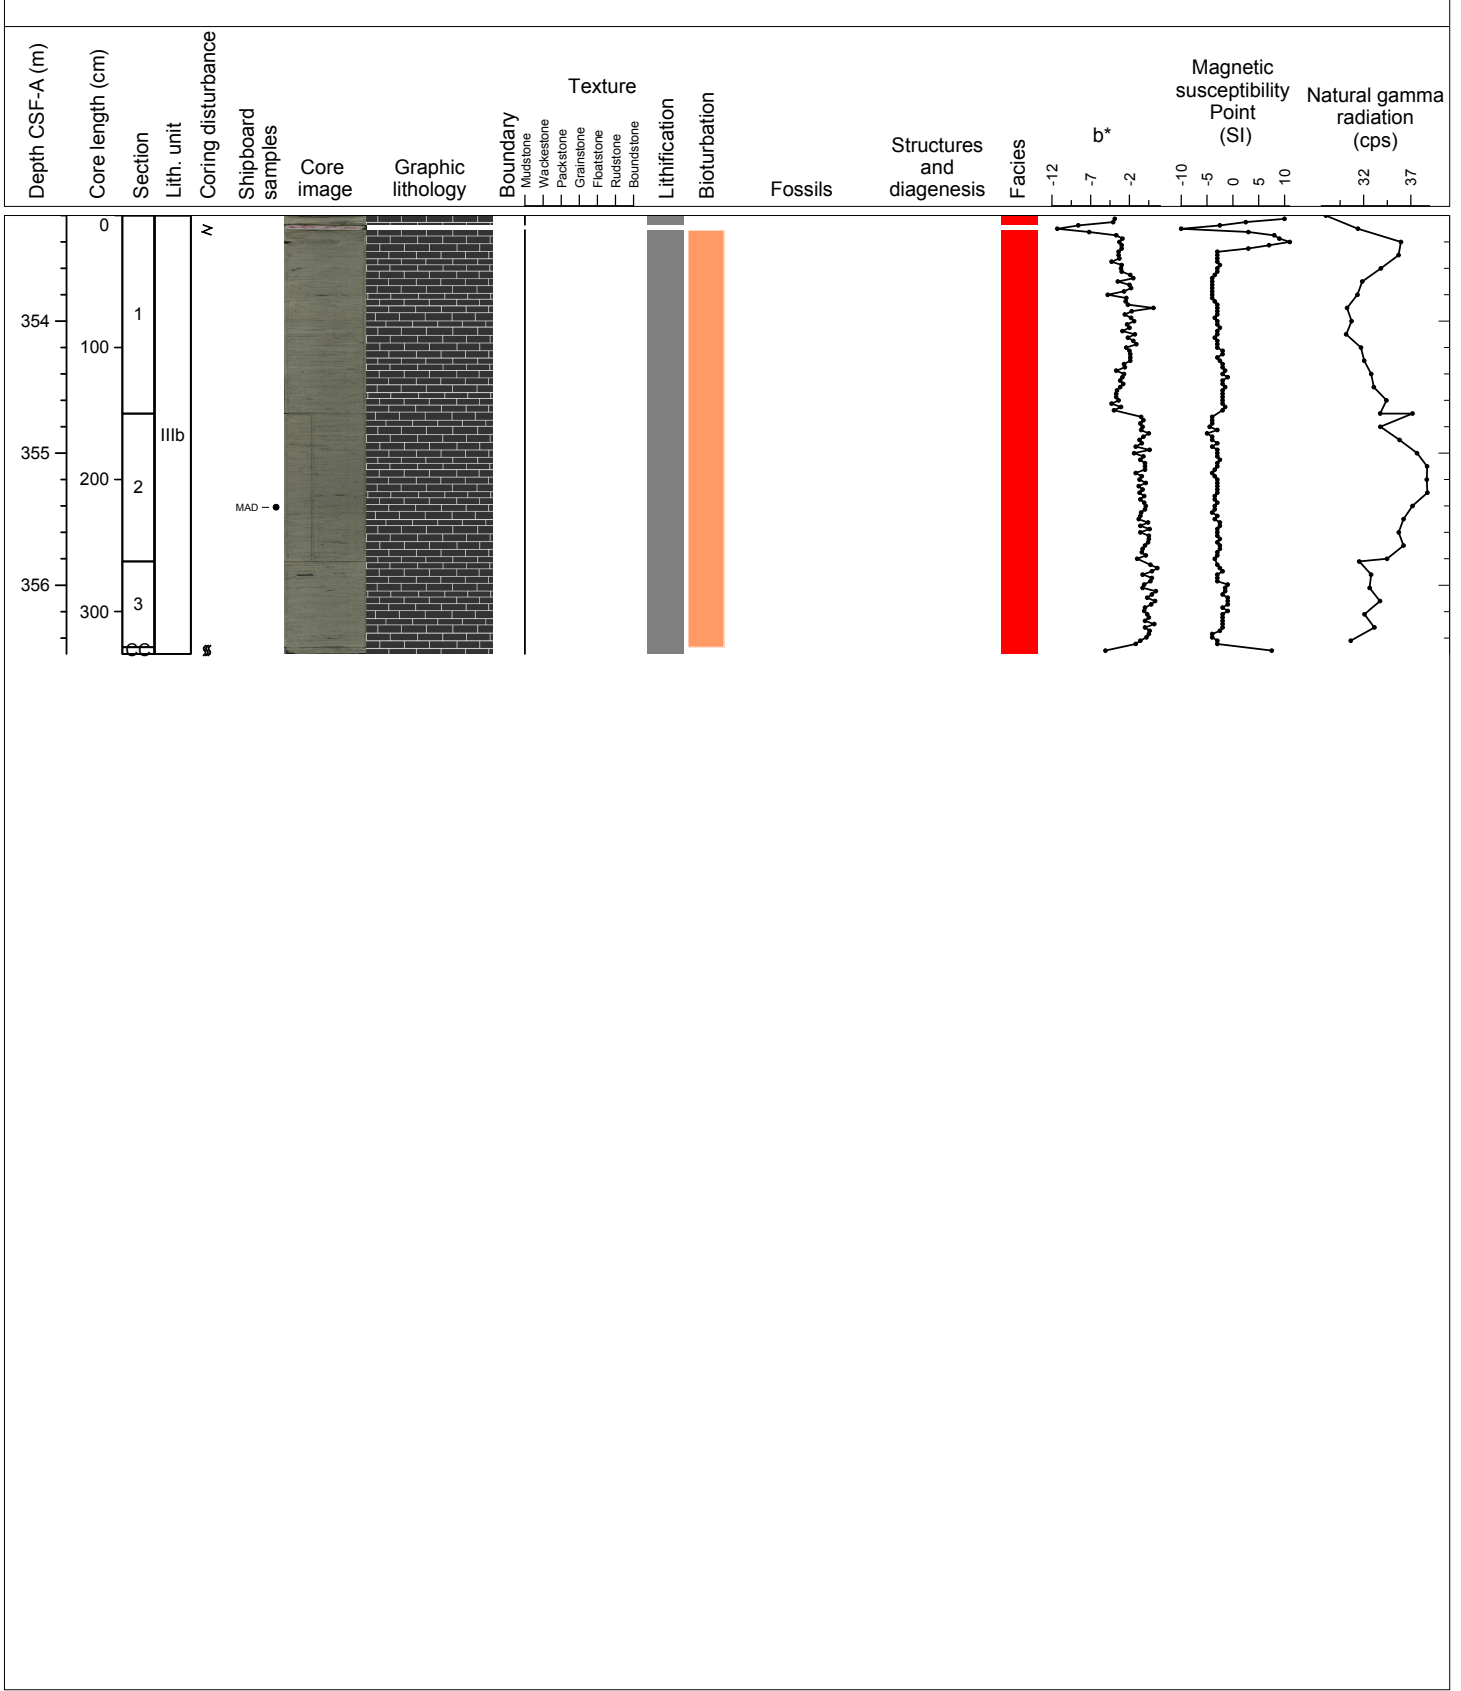 Depth CSF-A (m)
Core length (cm)
Section
Lith. unit
Coring disturbance
Shipboard
samples
Core
image
Graphic
lithology
Boundary
Texture
Mudstone
Wackestone
Packstone
Grainstone
Floatstone
Rudstone
Boundstone
Lithification
Bioturbation
Fossils
Structures
and
diagenesis
Facies
b*
-12
-7
-2
Magnetic
susceptibility
Point
(SI)
-10
-5
0
5
10
Natural gamma
radiation
(cps)
32
37
0
354
1
100
IIIb
355
200
2
MAD
356
3
300
CC